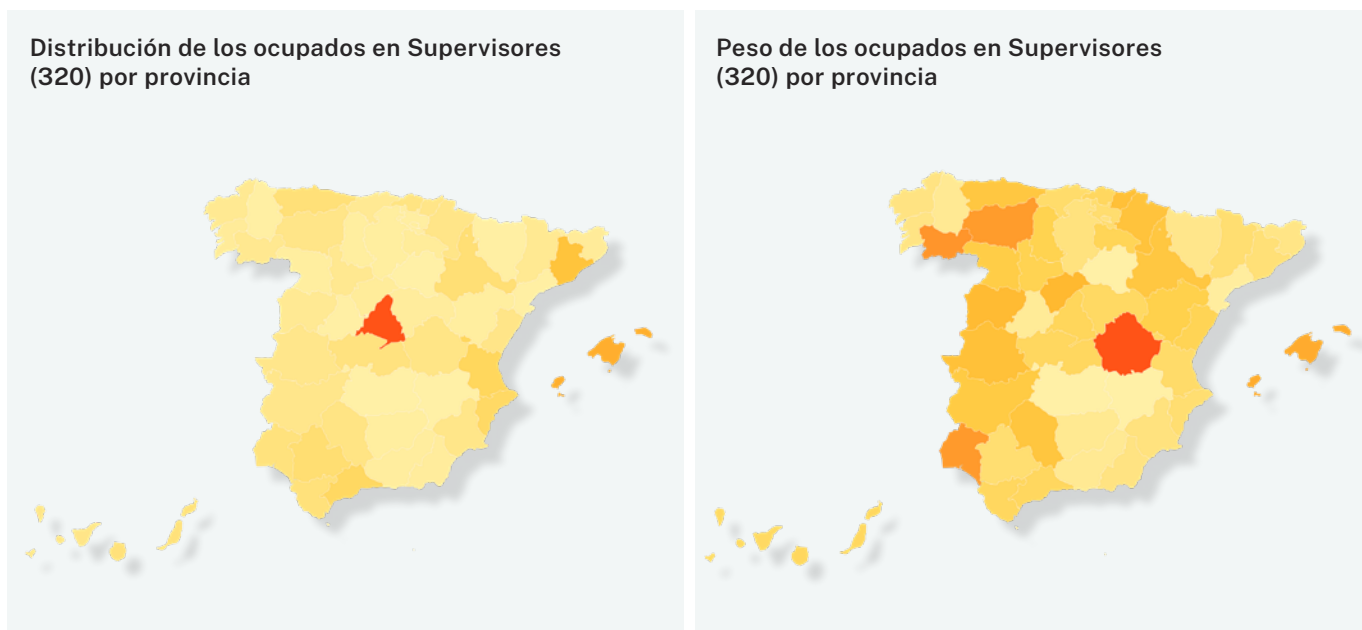 Distribución de los ocupados en Supervisores
(320) por provincia
Peso de los ocupados en Supervisores
(320) por provincia